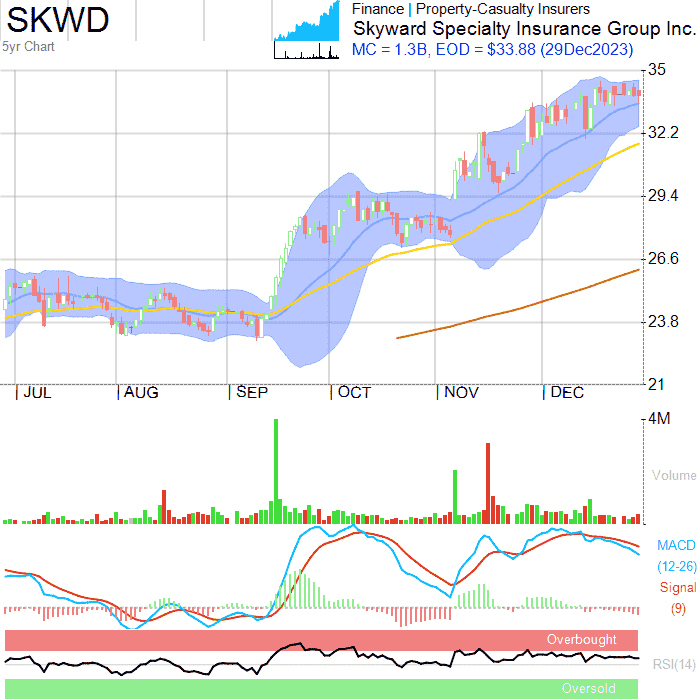 SKWD
5yr Chart
Finance | Property-Casualty Insurers
Skyward Specialty Insurance Group Inc.
MC = 1.3B, EOD = $33.88 (29Dec2023)
35
32.2
29.4
26.6
23.8
21
JUL AUG SEP OCT NOV DEC
4M
Volume
MACD
(12-26)
Signal
(9)
Overbought
RSI(14)
Oversold